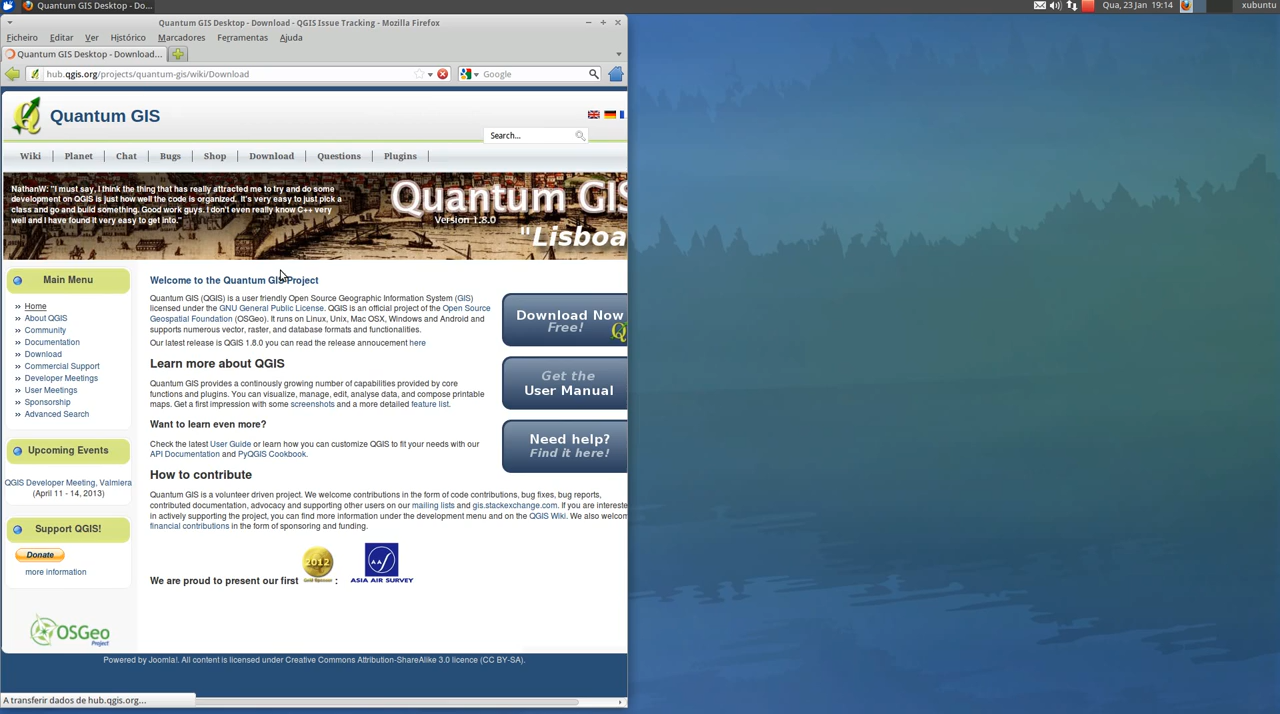 Quantum GIS Desktop - Do...
Qua, 23 Jan 19:14
xubuntu
Quantum GIS Desktop - Download - QGIS Issue Tracking - Mozilla Firefox
Ficheiro Editar Ver Histórico Marcadores Ferramentas Ajuda
Quantum GIS Desktop - Download...
hub.qgis.org/projects/quantum-gis/wiki/Download
Google
Quantum GIS
Search...
Wiki Planet Chat Bugs Shop Download Questions Plugins
NathanW: "I must say, I think the thing that has really attracted me to try and do some
development on QGIS is just how well the code is organized. It's very easy to just pick a
class and go and build something. Good work guys. I don't even really know C++ very
well and I have found it very easy to get into."
Quantum GIS
Version 1.8.0
"Lisboa
Main Menu
Home
About QGIS
Community
Documentation
Download
Commercial Support
Developer Meetings
User Meetings
Sponsorship
Advanced Search
Upcoming Events
QGIS Developer Meeting, Valmiera
(April 11 - 14, 2013)
Support QGIS!
Donate
more information
OSGeo
Project
Welcome to the Quantum GIS Project
Quantum GIS (QGIS) is a user friendly Open Source Geographic Information System (GIS)
licensed under the GNU General Public License. QGIS is an official project of the Open Source
Geospatial Foundation (OSGeo). It runs on Linux, Unix, Mac OSX, Windows and Android and
supports numerous vector, raster, and database formats and functionalities.
Our latest release is QGIS 1.8.0 you can read the release annoucement here
Learn more about QGIS
Quantum GIS provides a continously growing number of capabilities provided by core
functions and plugins. You can visualize, manage, edit, analyse data, and compose printable
maps. Get a first impression with some screenshots and a more detailed feature list.
Want to learn even more?
Check the latest User Guide or learn how you can customize QGIS to fit your needs with our
API Documentation and PyQGIS Cookbook.
How to contribute
Quantum GIS is a volunteer driven project. We welcome contributions in the form of code contributions, bug fixes, bug reports,
contributed documentation, advocacy and supporting other users on our mailing lists and gis.stackexchange.com. If you are intereste
in actively supporting the project, you can find more information under the development menu and on the QGIS Wiki. We also welcom
financial contributions in the form of sponsoring and funding.
We are proud to present our first
2012
Gold Sponsor
:
AAS
ASIA AIR SURVEY
Download Now
Free!
Get the
User Manual
Need help?
Find it here!
Powered by Joomla!. All content is licensed under Creative Commons Attribution-ShareAlike 3.0 licence (CC BY-SA).
A transferir dados de hub.qgis.org...